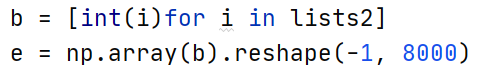 b = [int(i)for i in lists2]
e = np.array(b).reshape(-1, 8000)